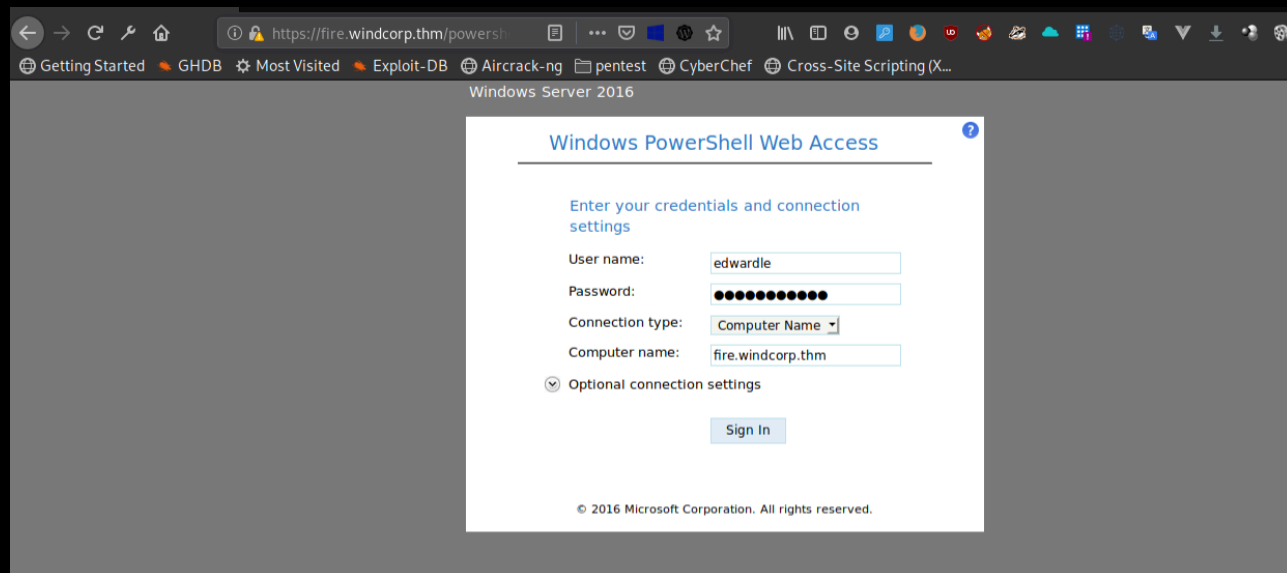 https://fire.windcorp.thm/powersh
Getting Started GHDB Most Visited Exploit-DB Aircrack-ng pentest CyberChef Cross-Site Scripting (X...
Windows Server 2016
Windows PowerShell Web Access
?
Enter your credentials and connection
settings
User name: edwardle
Password: ●●●●●●●●●●●
Connection type: Computer Name
Computer name: fire.windcorp.thm
Optional connection settings
Sign In
© 2016 Microsoft Corporation. All rights reserved.